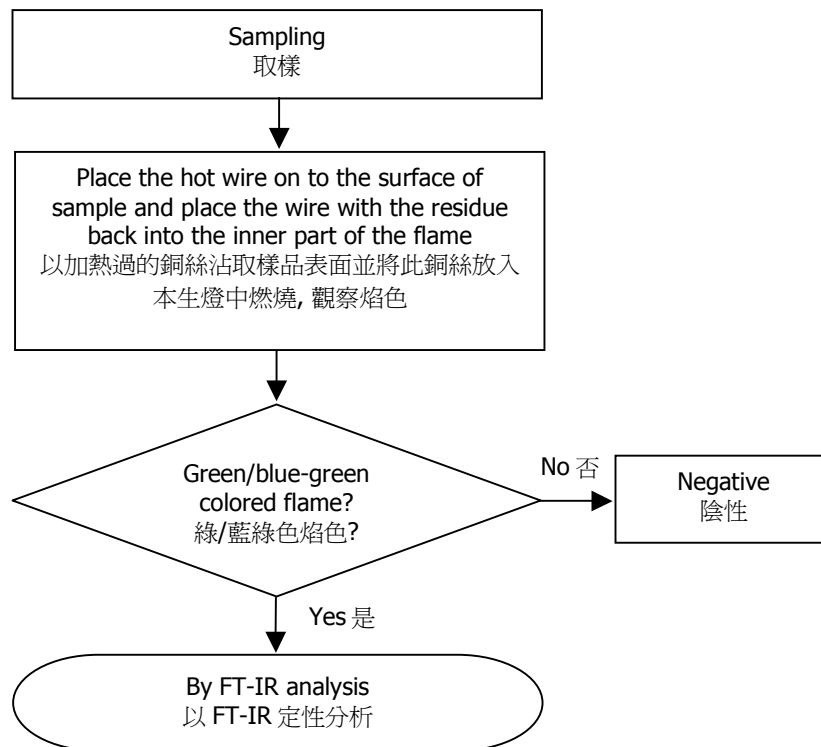 Sampling
取樣
Place the hot wire on to the surface of
sample and place the wire with the residue
back into the inner part of the flame
以加熱過的銅絲沾取樣品表面並將此銅絲放入
本生燈中燃燒, 觀察焰色
Green/blue-green
colored flame?
綠/藍綠色焰色?
No 否
Negative
陰性
Yes 是
By FT-IR analysis
以 FT-IR 定性分析